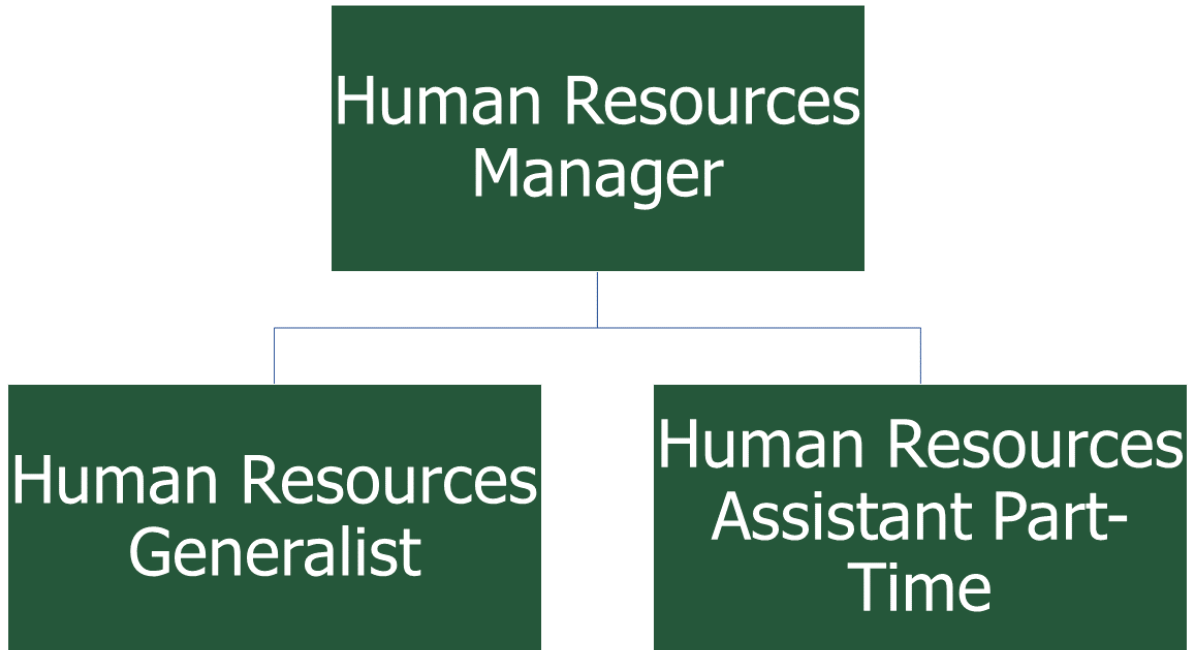 Human Resources
Manager
Human Resources
Generalist
Human Resources
Assistant Part-
Time